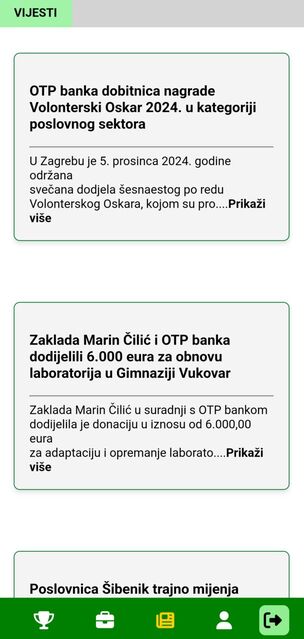 VIJESTI
OTP banka dobitnica nagrade
Volonterski Oskar 2024. u kategoriji
poslovnog sektora
U Zagrebu je 5. prosinca 2024. godine
održana
svečana dodjela šesnaestog po redu
Volonterskog Oskara, kojom su pro....Prikaži
više
Zaklada Marin Čilić i OTP banka
dodijelili 6.000 eura za obnovu
laboratorija u Gimnaziji Vukovar
Zaklada Marin Čilić u suradnji s OTP bankom
dodijelila je donaciju u iznosu od 6.000,00
eura
za adaptaciju i opremanje laborato....Prikaži
više
Poslovnica Šibenik trajno mijenja